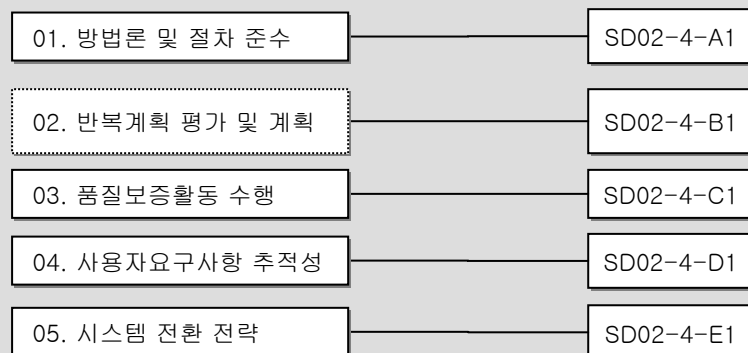 01. 방법론 및 절차 준수
SD02-4-A1
02. 반복계획 평가 및 계획
SD02-4-B1
03. 품질보증활동 수행
SD02-4-C1
04. 사용자요구사항 추적성
SD02-4-D1
05. 시스템 전환 전략
SD02-4-E1